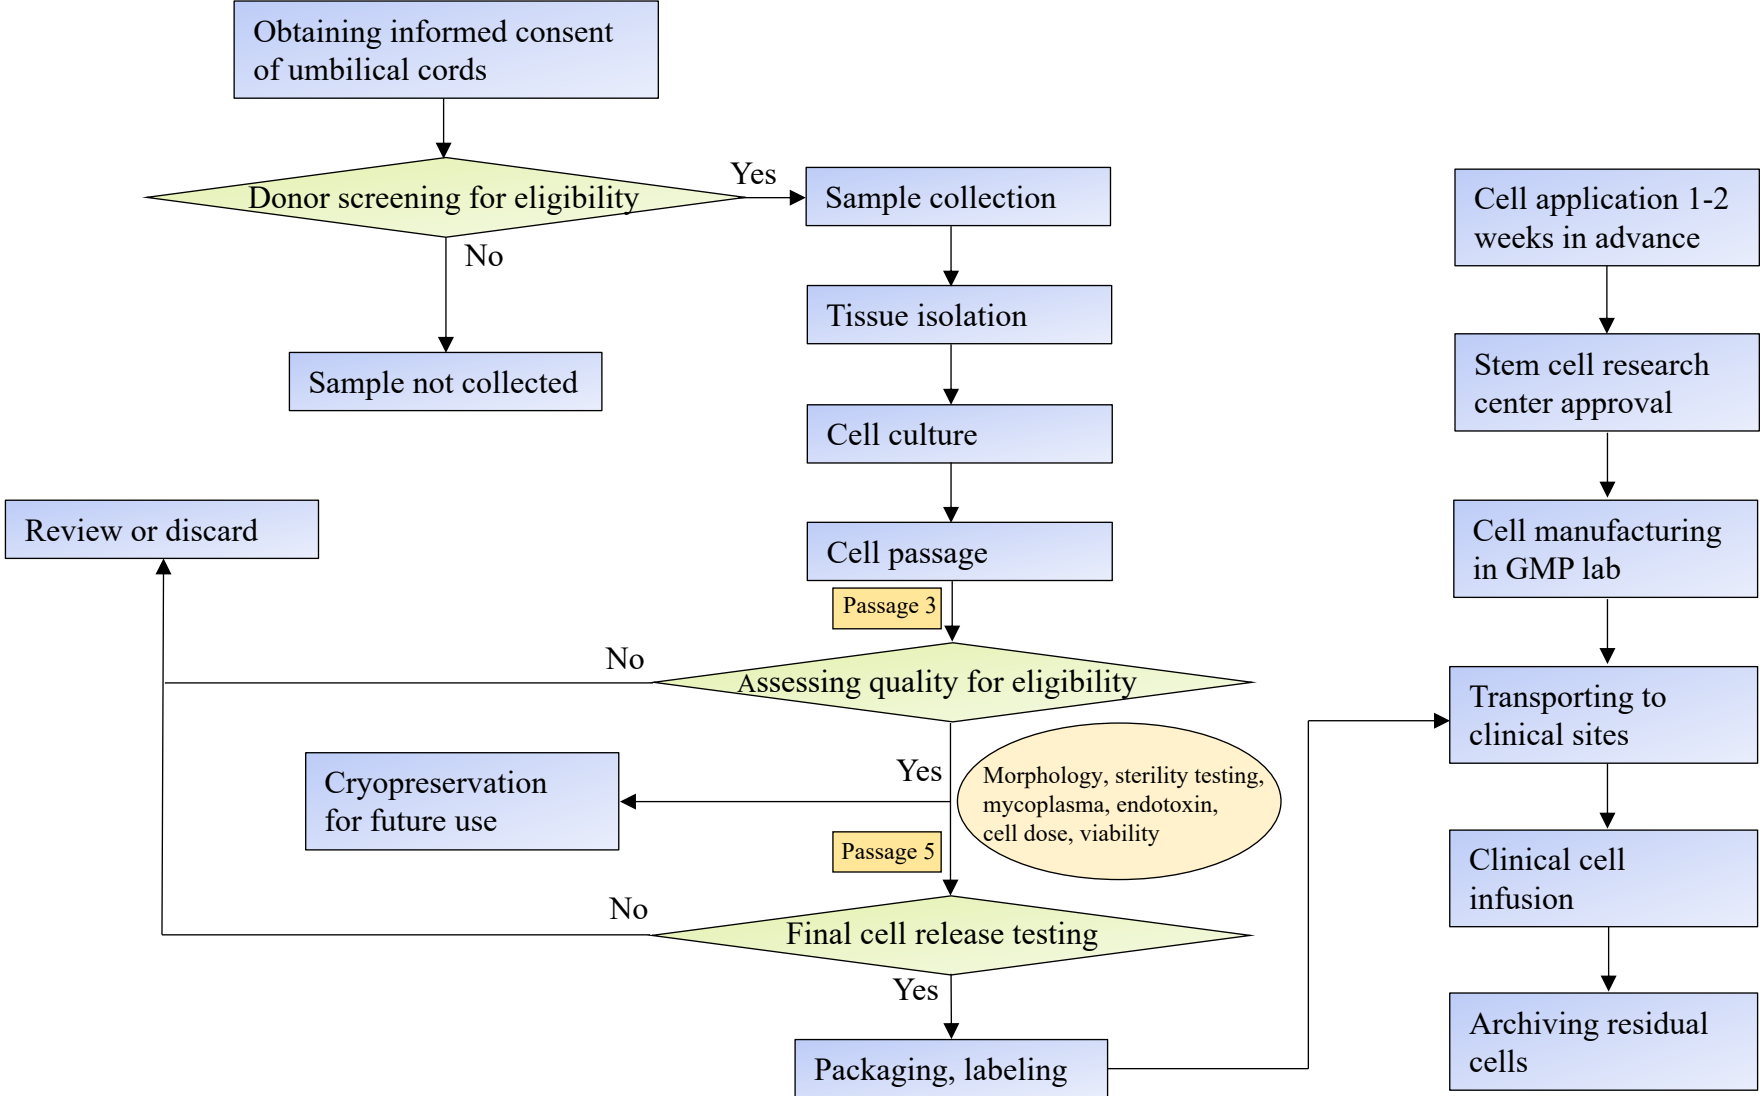 Obtaining informed consent
of umbilical cords
Donor screening for eligibility
Yes
No
Sample not collected
Sample collection
Tissue isolation
Cell culture
Cell passage
Passage 3
Assessing quality for eligibility
No
Review or discard
Yes
Morphology, sterility testing,
mycoplasma, endotoxin,
cell dose, viability
Cryopreservation
for future use
Passage 5
Final cell release testing
No
Yes
Packaging, labeling
Cell application 1-2
weeks in advance
Stem cell research
center approval
Cell manufacturing
in GMP lab
Transporting to
clinical sites
Clinical cell
infusion
Archiving residual
cells